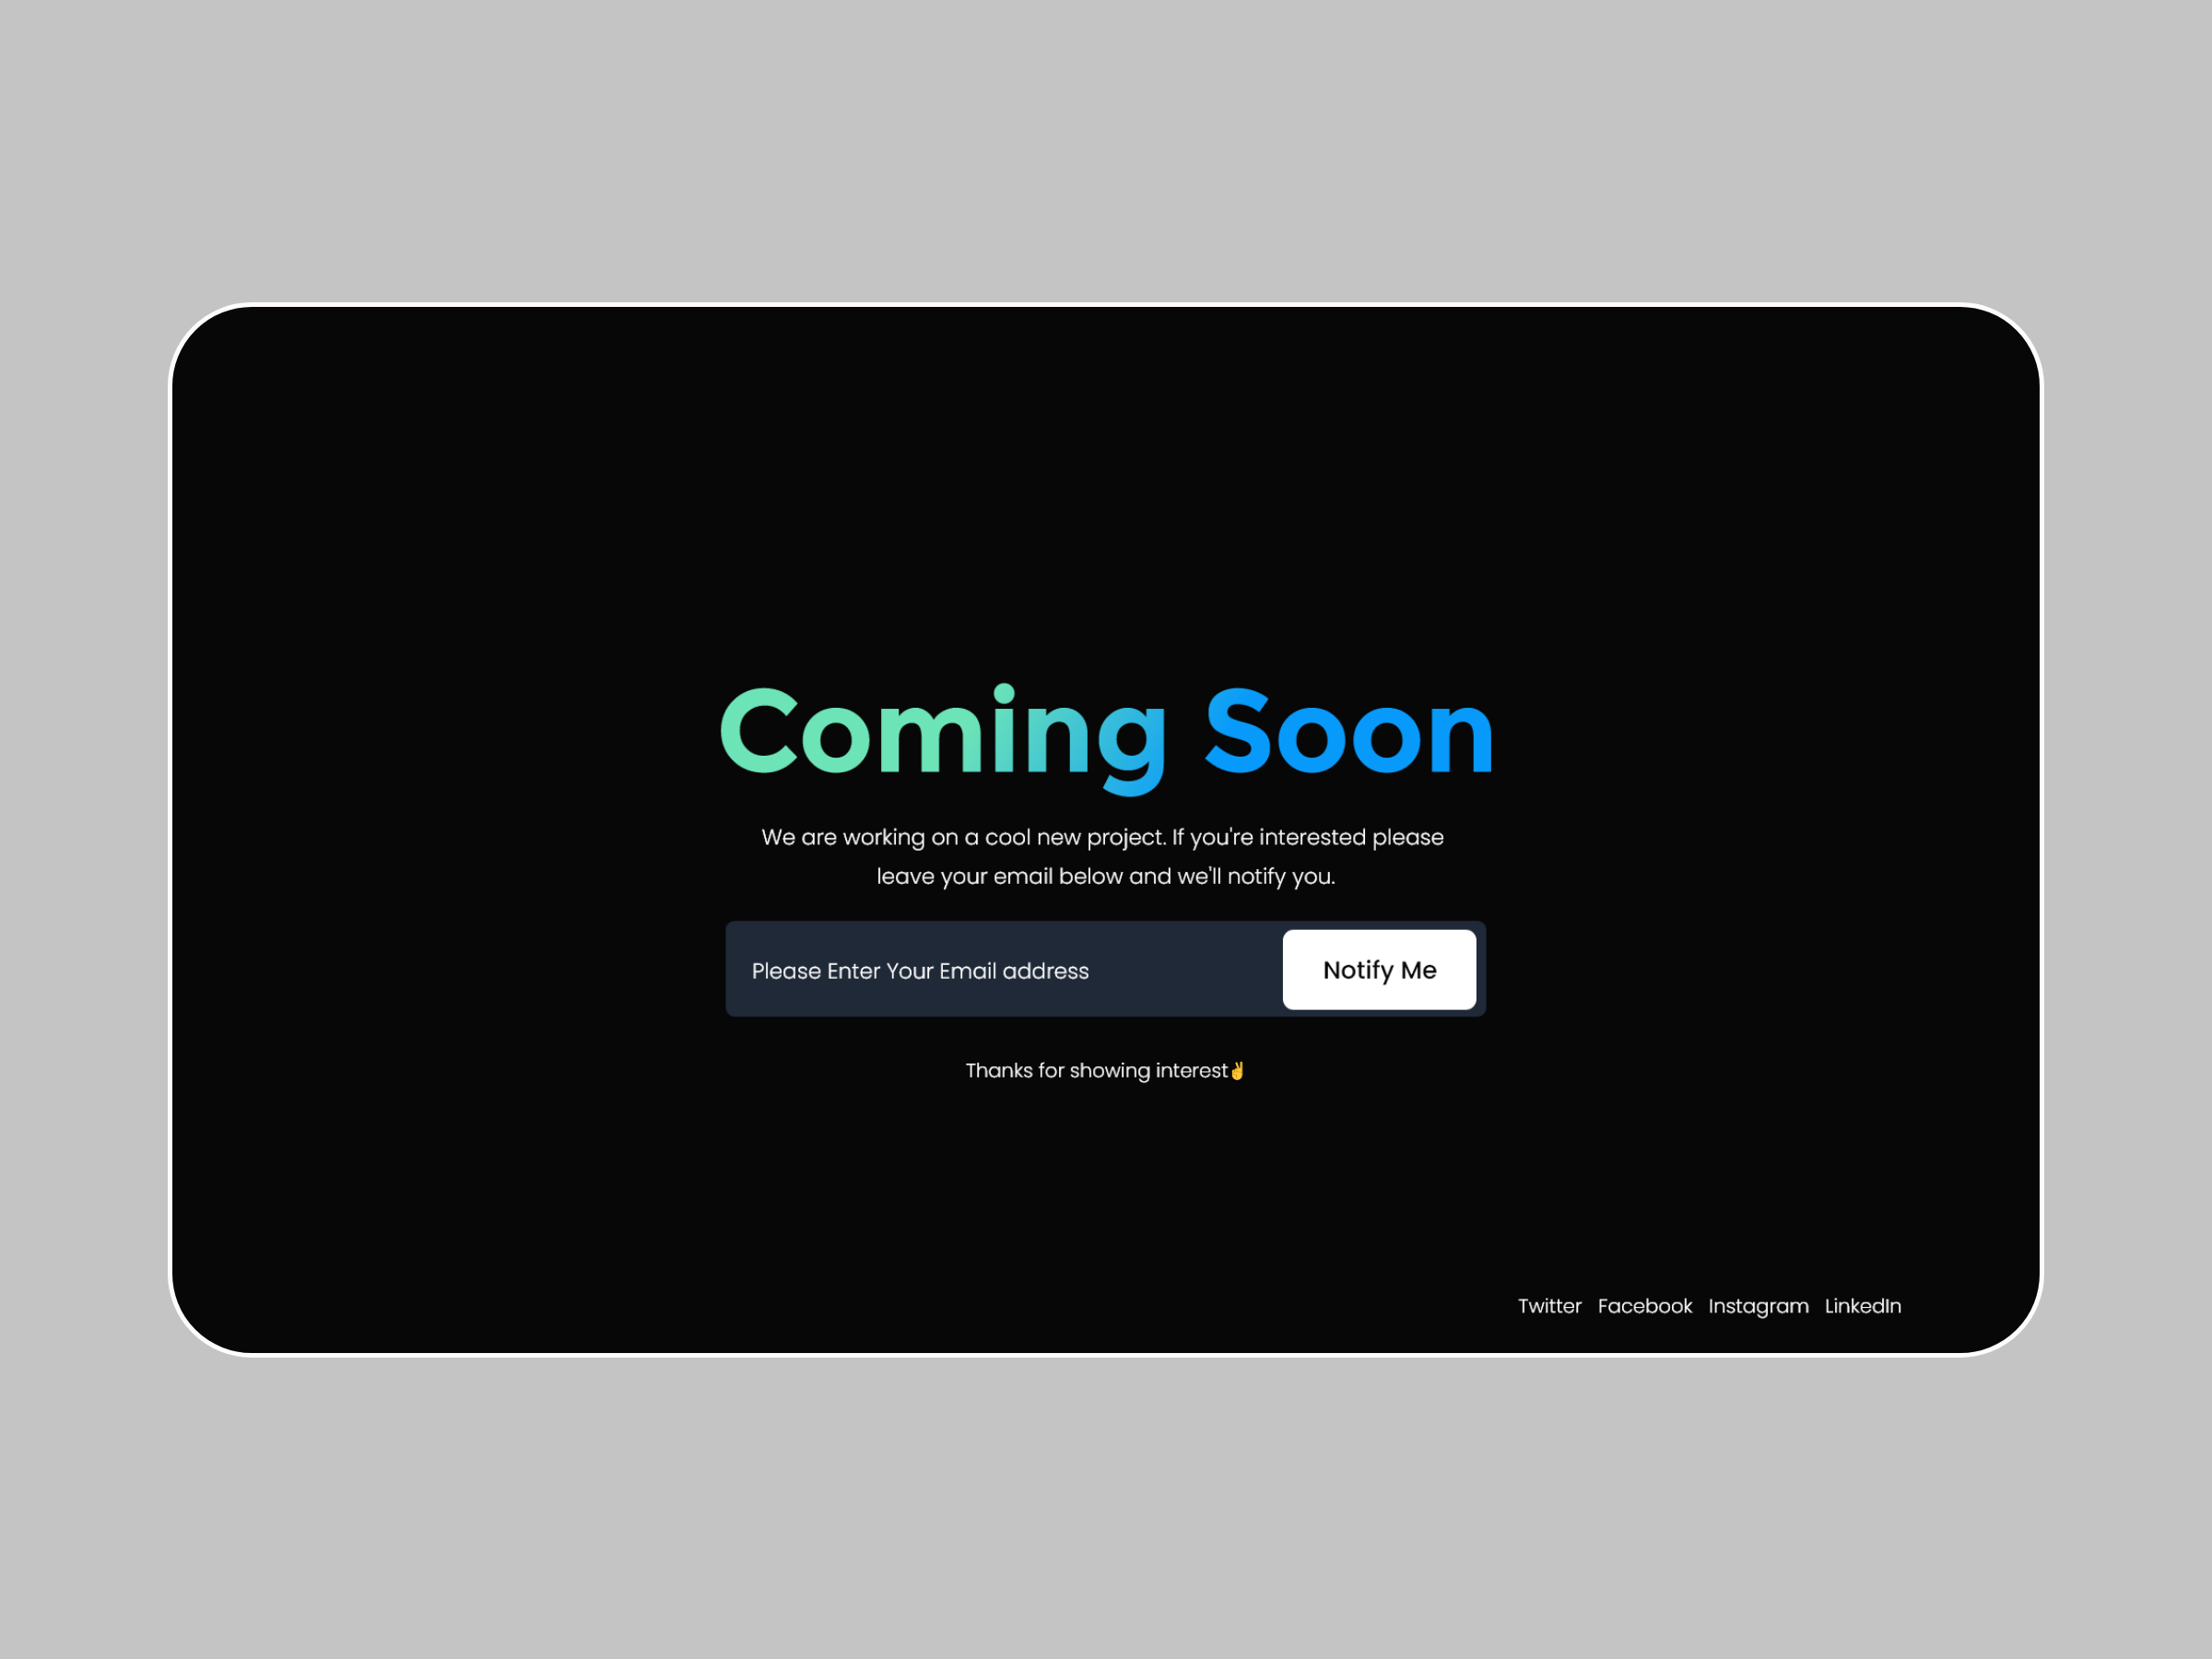 Coming Soon
We are working on a cool new project. If you're interested please
leave your email below and we'll notify you.
Please Enter Your Email address
Notify Me
Thanks for showing interest✌️
Twitter Facebook Instagram LinkedIn